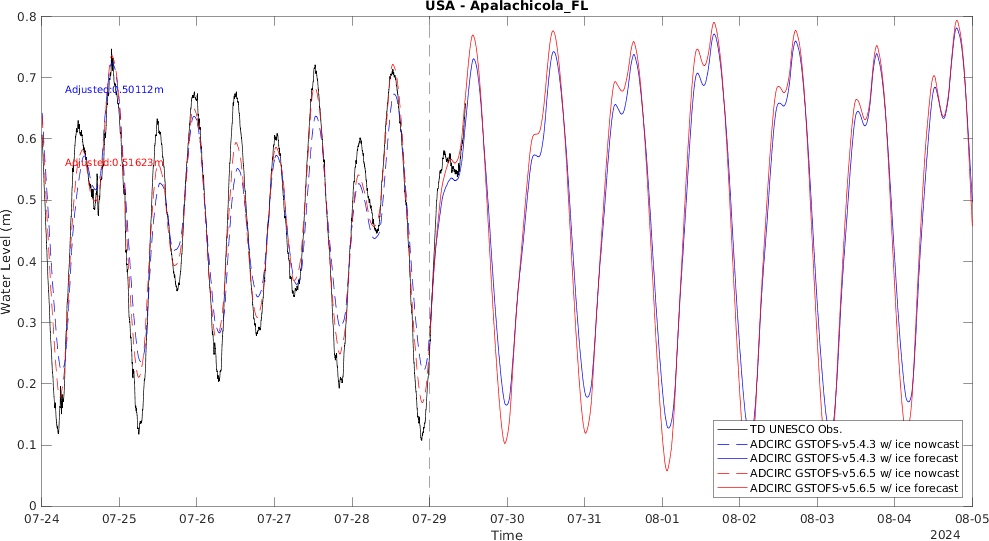 USA - Apalachicola_FL
0.8
0.7
0.6
0.5
0.4
0.3
0.2
0.1
0
Water Level (m)
Adjusted:0.50112m
Adjusted:0.51623m
TD UNESCO Obs.
ADCIRC GSTOFS-v5.4.3 w/ ice nowcast
ADCIRC GSTOFS-v5.4.3 w/ ice forecast
ADCIRC GSTOFS-v5.6.5 w/ ice nowcast
ADCIRC GSTOFS-v5.6.5 w/ ice forecast
07-24 07-25 07-26 07-27 07-28 07-29 07-30 07-31 08-01 08-02 08-03 08-04 08-05
Time
2024